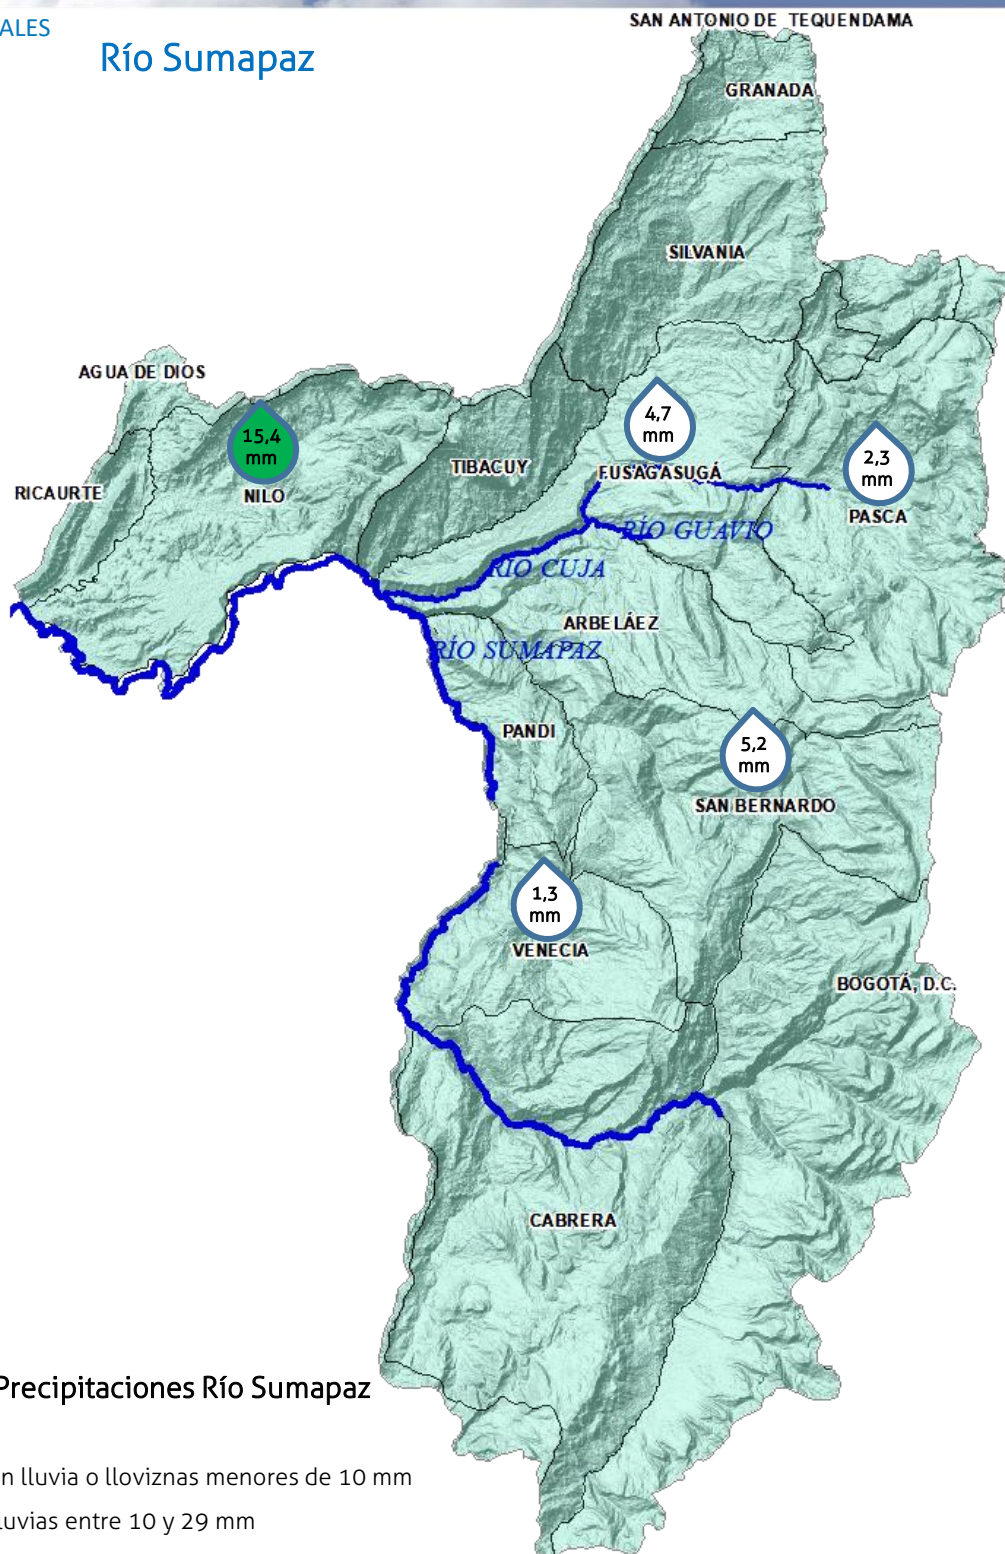 ALES
SAN ANTONIO DE TEQUENDAMA
Río Sumapaz
GRANADA
SILVANIA
AGUA DE DIOS
15,4
mm
4,7
mm
2,3
mm
RICAURTE
NILO
TIBACUY
FUSAGASUGÁ
PASCA
RÍO GUAVIO
RÍO CUJA
ARBELÁEZ
RÍO SUMAPAZ
PANDI
5,2
mm
SAN BERNARDO
1,3
mm
VENECIA
BOGOTÁ, D.C.
CABRERA
Precipitaciones Río Sumapaz
n lluvia o lloviznas menores de 10 mm
luvias entre 10 y 29 mm